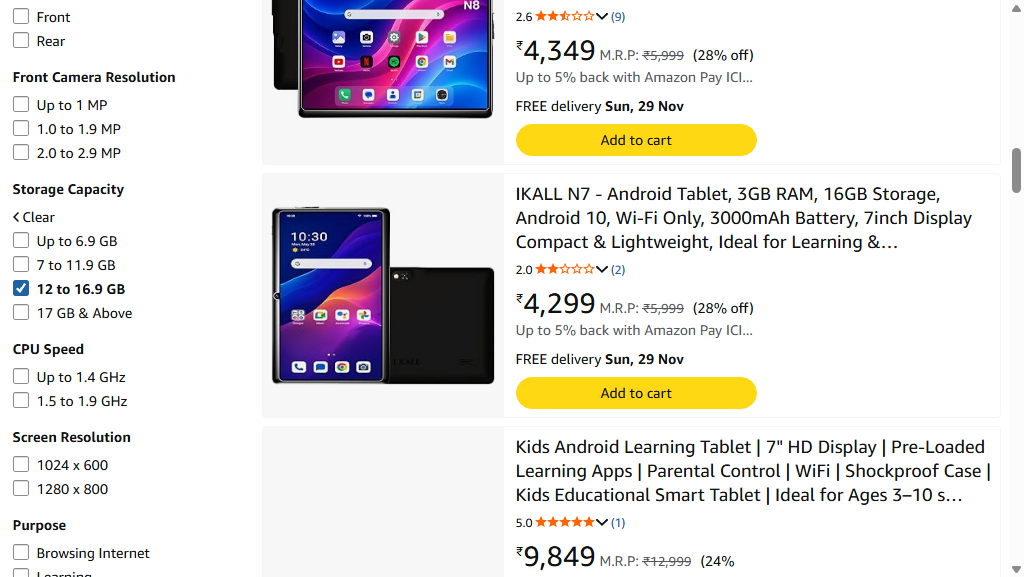 Front
Rear
Front Camera Resolution
Up to 1 MP
1.0 to 1.9 MP
2.0 to 2.9 MP
Storage Capacity
Clear
Up to 6.9 GB
7 to 11.9 GB
12 to 16.9 GB
17 GB & Above
CPU Speed
Up to 1.4 GHz
1.5 to 1.9 GHz
Screen Resolution
1024 x 600
1280 x 800
Purpose
Browsing Internet
Learning
N8
2.6 (9)
₹4,349 M.R.P: ₹5,999 (28% off)
Up to 5% back with Amazon Pay ICI...
FREE delivery Sun, 29 Nov
Add to cart
10:30
IKALL
IKALL N7 - Android Tablet, 3GB RAM, 16GB Storage,
Android 10, Wi-Fi Only, 3000mAh Battery, 7inch Display
Compact & Lightweight, Ideal for Learning &...
2.0 (2)
₹4,299 M.R.P: ₹5,999 (28% off)
Up to 5% back with Amazon Pay ICI...
FREE delivery Sun, 29 Nov
Add to cart
Kids Android Learning Tablet | 7" HD Display | Pre-Loaded
Learning Apps | Parental Control | WiFi | Shockproof Case |
Kids Educational Smart Tablet | Ideal for Ages 3–10 s...
5.0 (1)
₹9,849 M.R.P: ₹12,999 (24%